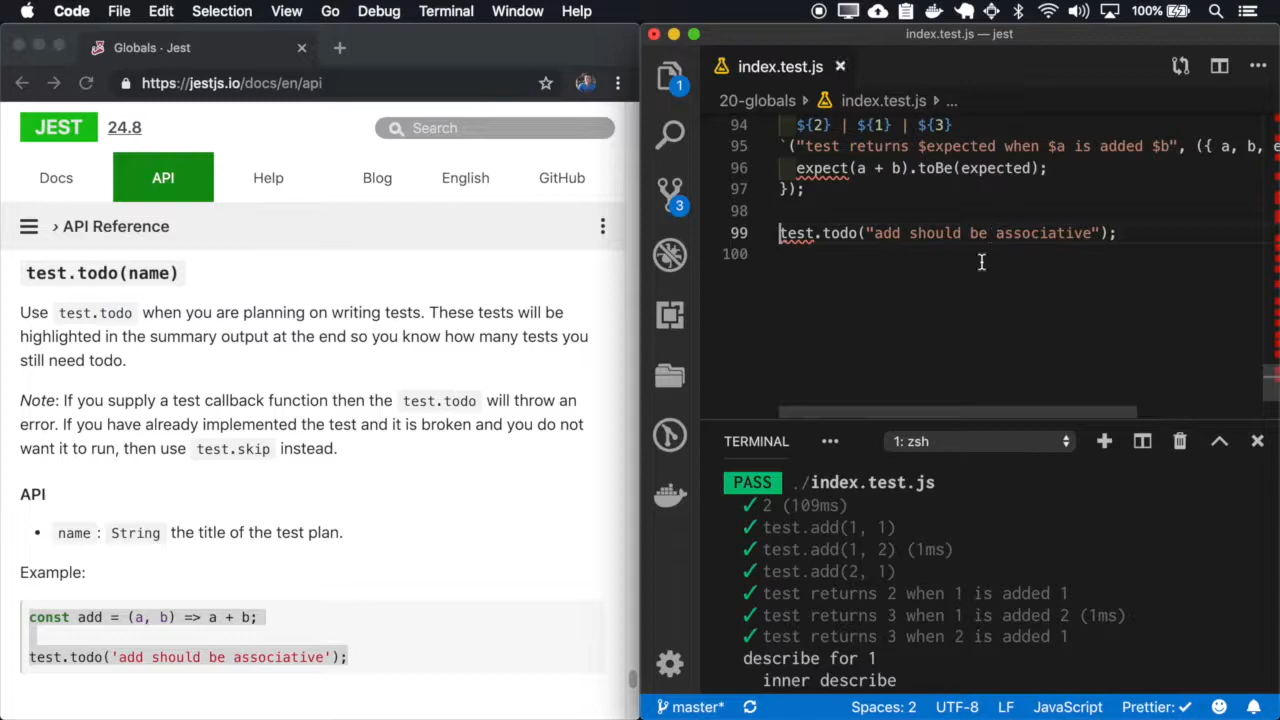 Code File Edit Selection View Go Debug Terminal Window Help 100%
Globals · Jest
index.test.js — jest
https://jestjs.io/docs/en/api
index.test.js
JEST 24.8 Search
Docs API Help Blog English GitHub
› API Reference
test.todo(name)
Use test.todo when you are planning on writing tests. These tests will be
highlighted in the summary output at the end so you know how many tests you
still need todo.
Note: If you supply a test callback function then the test.todo will throw an
error. If you have already implemented the test and it is broken and you do not
want it to run, then use test.skip instead.
API
• name : String the title of the test plan.
Example:
const add = (a, b) => a + b;
test.todo('add should be associative');
1
3
20-globals index.test.js ...
94 ${2} | ${1} | ${3}
95 `("test returns $expected when $a is added $b", ({ a, b, e
96 expect(a + b).toBe(expected);
97 });
98
99 test.todo("add should be associative");
100
TERMINAL ... 1: zsh
PASS ./index.test.js
✓ 2 (109ms)
✓ test.add(1, 1)
✓ test.add(1, 2) (1ms)
✓ test.add(2, 1)
✓ test returns 2 when 1 is added 1
✓ test returns 3 when 1 is added 2 (1ms)
✓ test returns 3 when 2 is added 1
describe for 1
inner describe
master* Spaces: 2 UTF-8 LF JavaScript Prettier: ✓